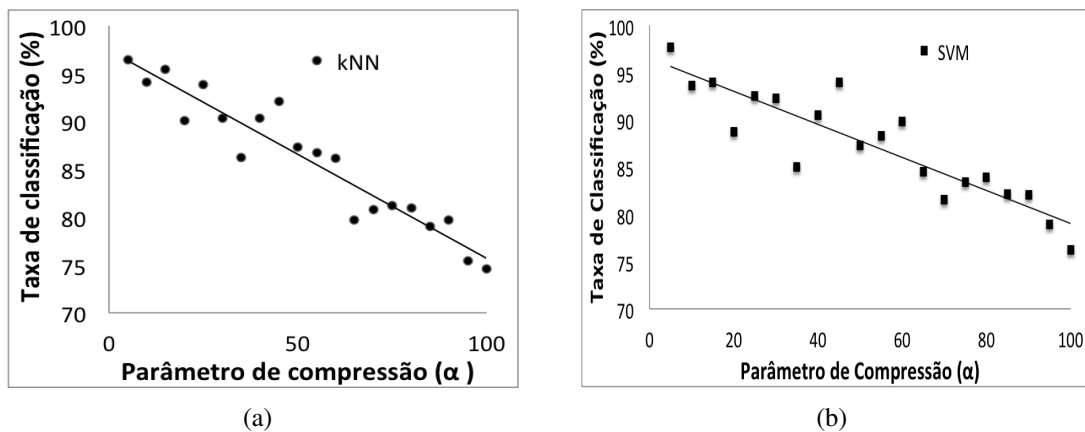 100
95
90
85
80
75
70
0
50
100
Taxa de classificação (%)
Parâmetro de compressão (α )
kNN
(a)
100
95
90
85
80
75
70
0
20
40
60
80
100
Taxa de Classificação (%)
Parâmetro de Compressão (α)
SVM
(b)